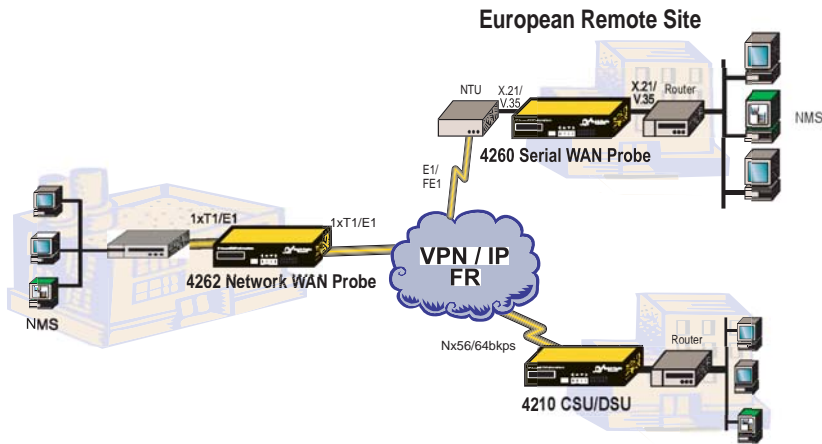 European Remote Site
NTU
X.21/
V.35
X.21/
V.35
Router
NMS
4260 Serial WAN Probe
E1/
FE1
1xT1/E1
1xT1/E1
VPN / IP
FR
4262 Network WAN Probe
NMS
Nx56/64bkps
Router
4210 CSU/DSU